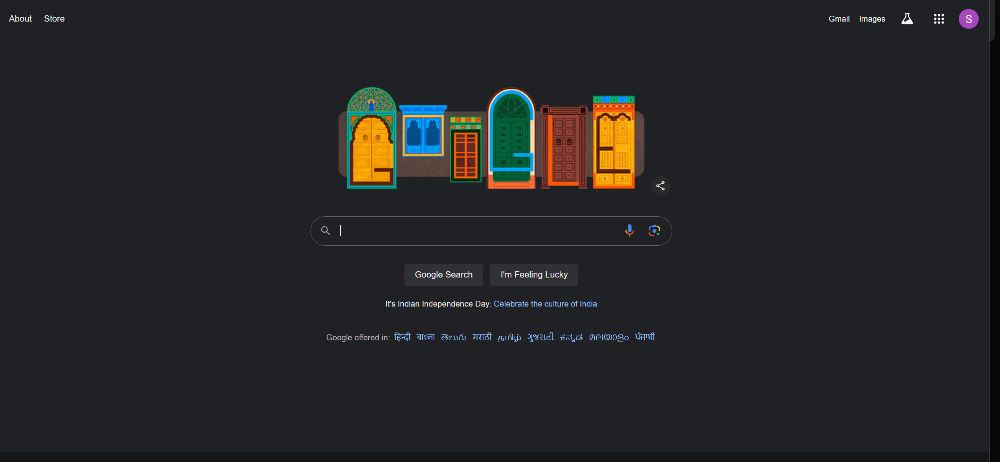 About Store
Gmail Images S
Google Search I'm Feeling Lucky
It's Indian Independence Day: Celebrate the culture of India
Google offered in: हिन्दी বাংলা తెలుగు मराठी தமிழ் ગુજરાતી ಕನ್ನಡ മലയാളം ਪੰਜਾਬੀ